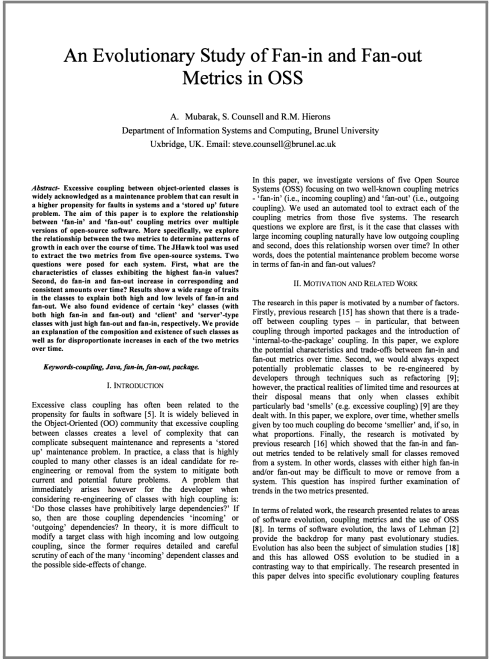 An Evolutionary Study of Fan-in and Fan-out
Metrics in OSS
A. Mubarak, S. Counsell and R.M. Hierons
Department of Information Systems and Computing, Brunel University
Uxbridge, UK. Email: steve.counsell@brunel.ac.uk
Abstract- Excessive coupling between object-oriented classes is
widely acknowledged as a maintenance problem that can result in
a higher propensity for faults in systems and a 'stored up' future
problem. The aim of this paper is to explore the relationship
between 'fan-in' and 'fan-out' coupling metrics over multiple
versions of open-source software. More specifically, we explore
the relationship between the two metrics to determine patterns of
growth in each over the course of time. The JHawk tool was used
to extract the two metrics from five open-source systems. Two
questions were posed for each system. First, what are the
characteristics of classes exhibiting the highest fan-in values?
Second, do fan-in and fan-out increase in corresponding and
consistent amounts over time? Results show a wide range of traits
in the classes to explain both high and low levels of fan-in and
fan-out. We also found evidence of certain 'key' classes (with
both high fan-in and fan-out) and 'client' and 'server'-type
classes with just high fan-out and fan-in, respectively. We provide
an explanation of the composition and existence of such classes as
well as for disproportionate increases in each of the two metrics
over time.
Keywords-coupling, Java, fan-in, fan-out, package.
I. INTRODUCTION
Excessive class coupling has often been related to the
propensity for faults in software [5]. It is widely believed in
the Object-Oriented (OO) community that excessive coupling
between classes creates a level of complexity that can
complicate subsequent maintenance and represents a 'stored
up' maintenance problem. In practice, a class that is highly
coupled to many other classes is an ideal candidate for re-
engineering or removal from the system to mitigate both
current and potential future problems. A problem that
immediately arises however for the developer when
considering re-engineering of classes with high coupling is:
'Do those classes have prohibitively large dependencies?' If
so, then are those coupling dependencies 'incoming' or
'outgoing' dependencies? In theory, it is more difficult to
modify a target class with high incoming and low outgoing
coupling, since the former requires detailed and careful
scrutiny of each of the many 'incoming' dependent classes and
the possible side-effects of change.
In this paper, we investigate versions of five Open Source
Systems (OSS) focusing on two well-known coupling metrics
- 'fan-in' (i.e., incoming coupling) and 'fan-out' (i.e., outgoing
coupling). We used an automated tool to extract each of the
coupling metrics from those five systems. The research
questions we explore are first, is it the case that classes with
large incoming coupling naturally have low outgoing coupling
and second, does this relationship worsen over time? In other
words, does the potential maintenance problem become worse
in terms of fan-in and fan-out values?
II. MOTIVATION AND RELATED WORK
The research in this paper is motivated by a number of factors.
Firstly, previous research [15] has shown that there is a trade-
off between coupling types – in particular, that between
coupling through imported packages and the introduction of
'internal-to-the-package' coupling. In this paper, we explore
the potential characteristics and trade-offs between fan-in and
fan-out metrics over time. Second, we would always expect
potentially problematic classes to be re-engineered by
developers through techniques such as refactoring [9];
however, the practical realities of limited time and resources at
their disposal means that only when classes exhibit
particularly bad 'smells' (e.g. excessive coupling) [9] are they
dealt with. In this paper, we explore, over time, whether smells
given by too much coupling do become 'smellier' and, if so, in
what proportions. Finally, the research is motivated by
previous research [16] which showed that the fan-in and fan-
out metrics tended to be relatively small for classes removed
from a system. In other words, classes with either high fan-in
and/or fan-out may be difficult to move or remove from a
system. This question has inspired further examination of
trends in the two metrics presented.
In terms of related work, the research presented relates to areas
of software evolution, coupling metrics and the use of OSS
[8]. In terms of software evolution, the laws of Lehman [2]
provide the backdrop for many past evolutionary studies.
Evolution has also been the subject of simulation studies [18]
and this has allowed OSS evolution to be studied in a
contrasting way to that empirically. The research presented in
this paper delves into specific evolutionary coupling features